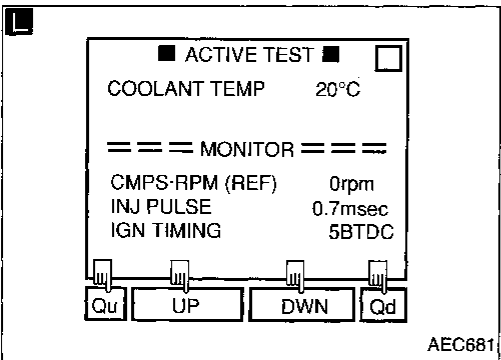 L
■ ACTIVE TEST ■
COOLANT TEMP 20°C
= = = MONITOR = = =
CMPS·RPM (REF) 0rpm
INJ PULSE 0.7msec
IGN TIMING 5BTDC
Qu UP DWN Qd
AEC681